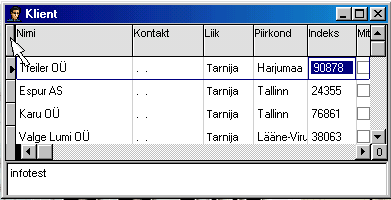 Klient
Nimi Kontakt Liik Piirkond Indeks Mit
Treiler OÜ . . Tarnija Harjumaa 90878
Espur AS . . Tarnija Tallinn 24355
Karu OÜ . . Tarnija Tallinn 76861
Valge Lumi OÜ . . Tarnija Lääne-Viru 38063
0
infotest